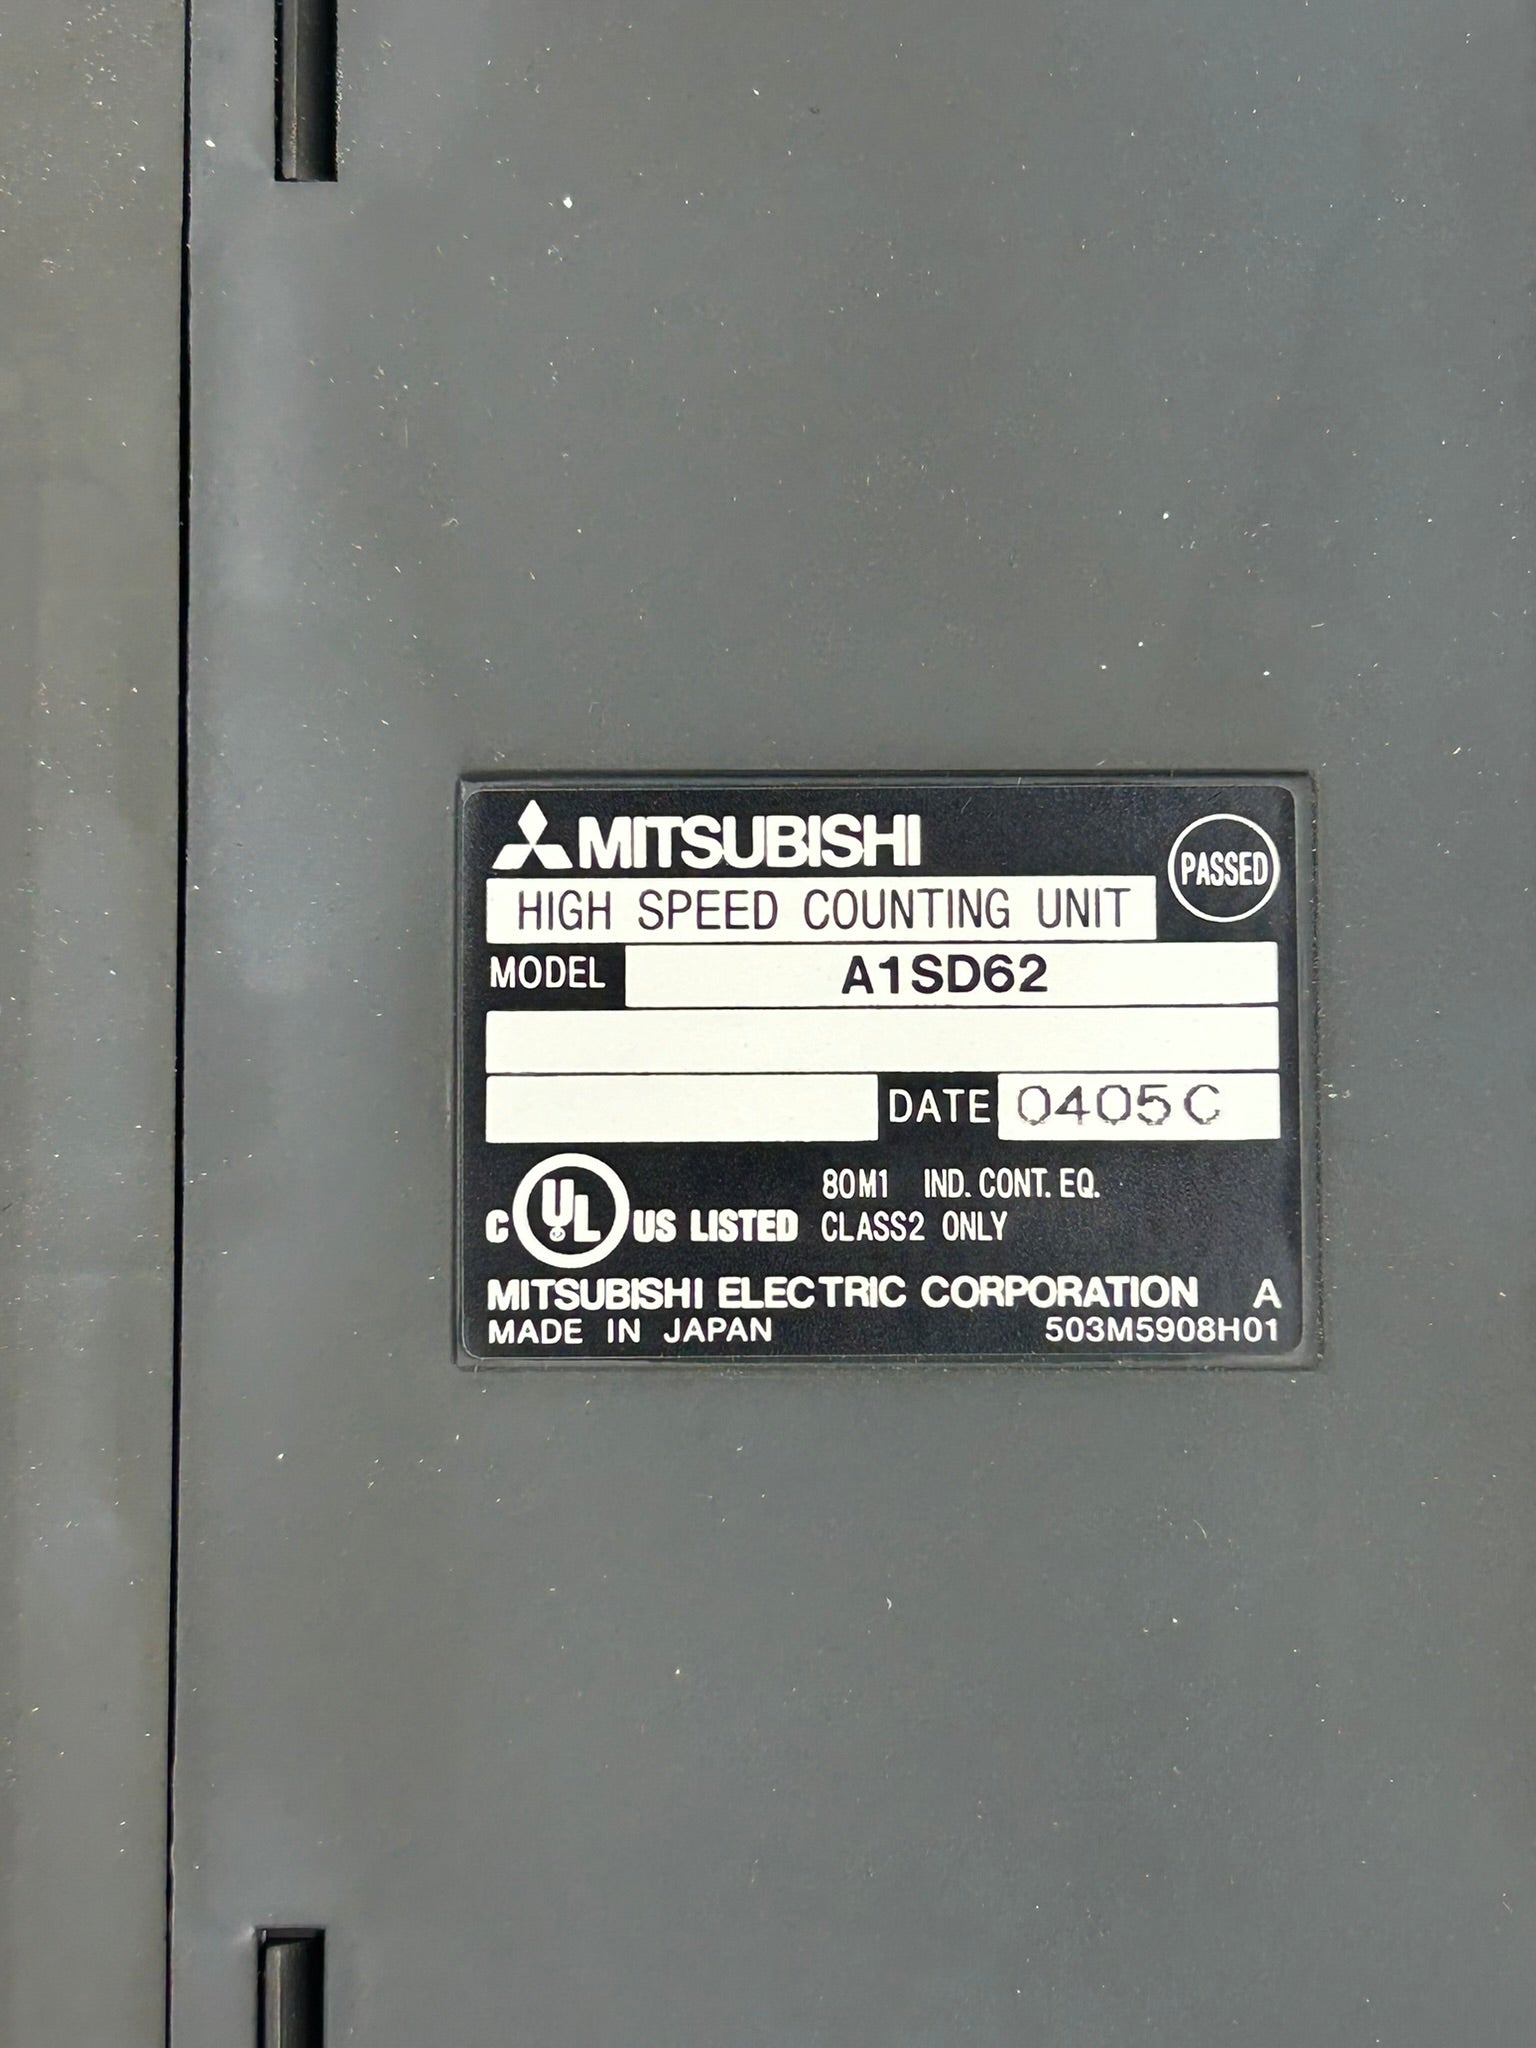 MITSUBISHI
PASSED
HIGH SPEED COUNTING UNIT
MODEL A1SD62
DATE 0405C
C UL US LISTED 80M1 IND. CONT. EQ.
CLASS2 ONLY
MITSUBISHI ELECTRIC CORPORATION A
MADE IN JAPAN 503M5908H01